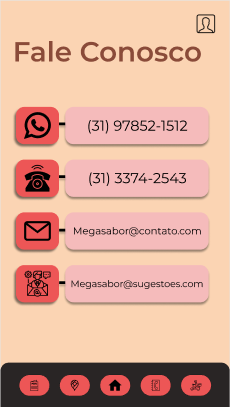 Fale Conosco
(31) 97852-1512
(31) 3374-2543
Megasabor@contato.com
Megasabor@sugestoes.com